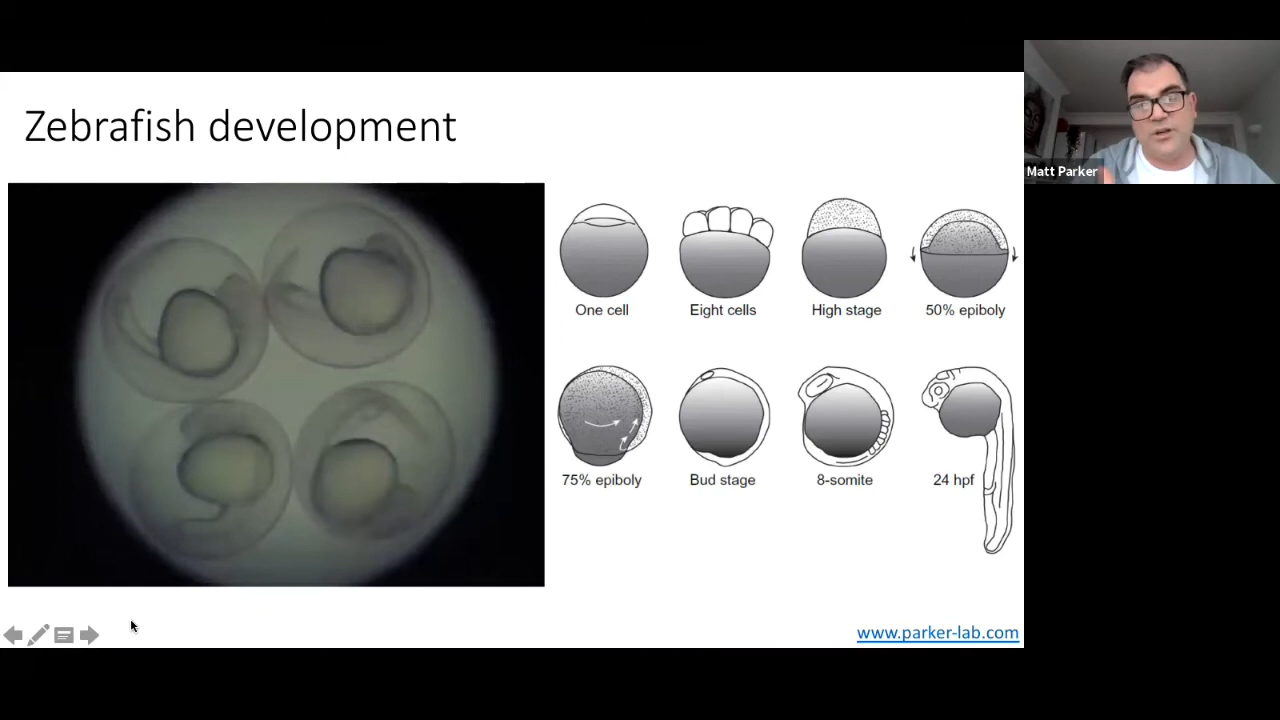 Zebrafish development
Matt Parker
One cell
Eight cells
High stage
50% epiboly
75% epiboly
Bud stage
8-somite
24 hpf
www.parker-lab.com